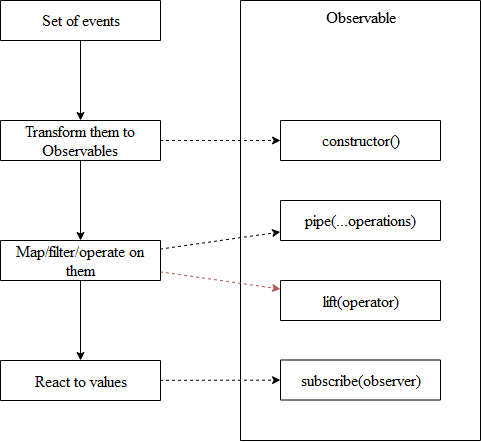 Set of events
Observable
Transform them to
Observables
constructor()
pipe(...operations)
Map/filter/operate on
them
lift(operator)
React to values
subscribe(observer)